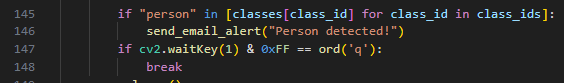 145 if "person" in [classes[class_id] for class_id in class_ids]:
146 send_email_alert("Person detected!")
147 if cv2.waitKey(1) & 0xFF == ord('q'):
148 break